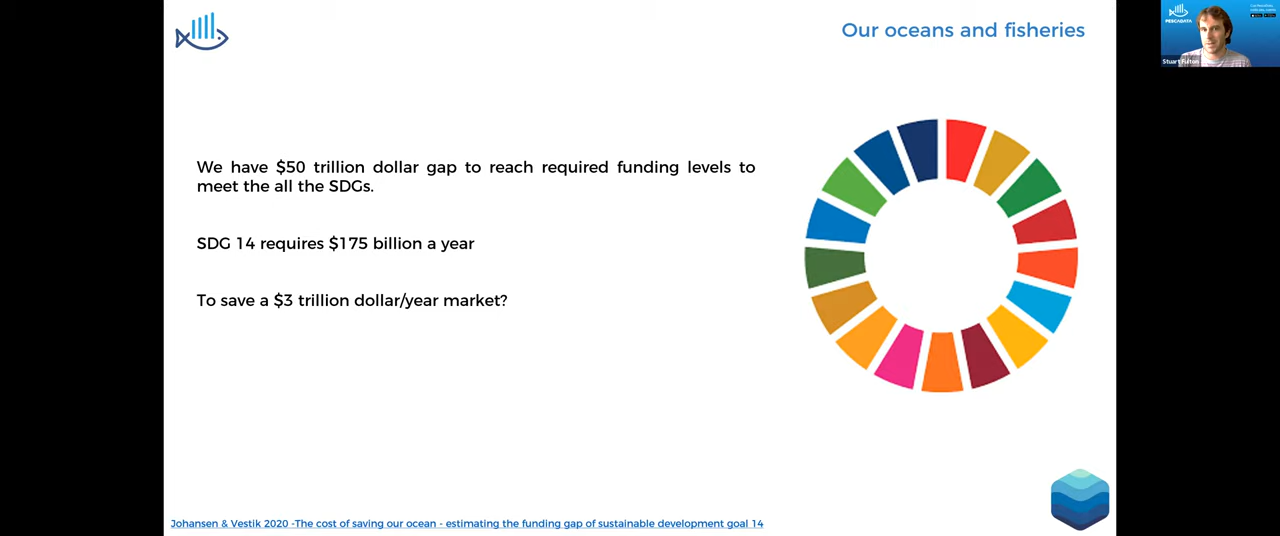 Our oceans and fisheries
PESCADATA
Stuart Fulton
We have $50 trillion dollar gap to reach required funding levels to
meet the all the SDGs.
SDG 14 requires $175 billion a year
To save a $3 trillion dollar/year market?
Johansen & Vestik 2020 -The cost of saving our ocean - estimating the funding gap of sustainable development goal 14